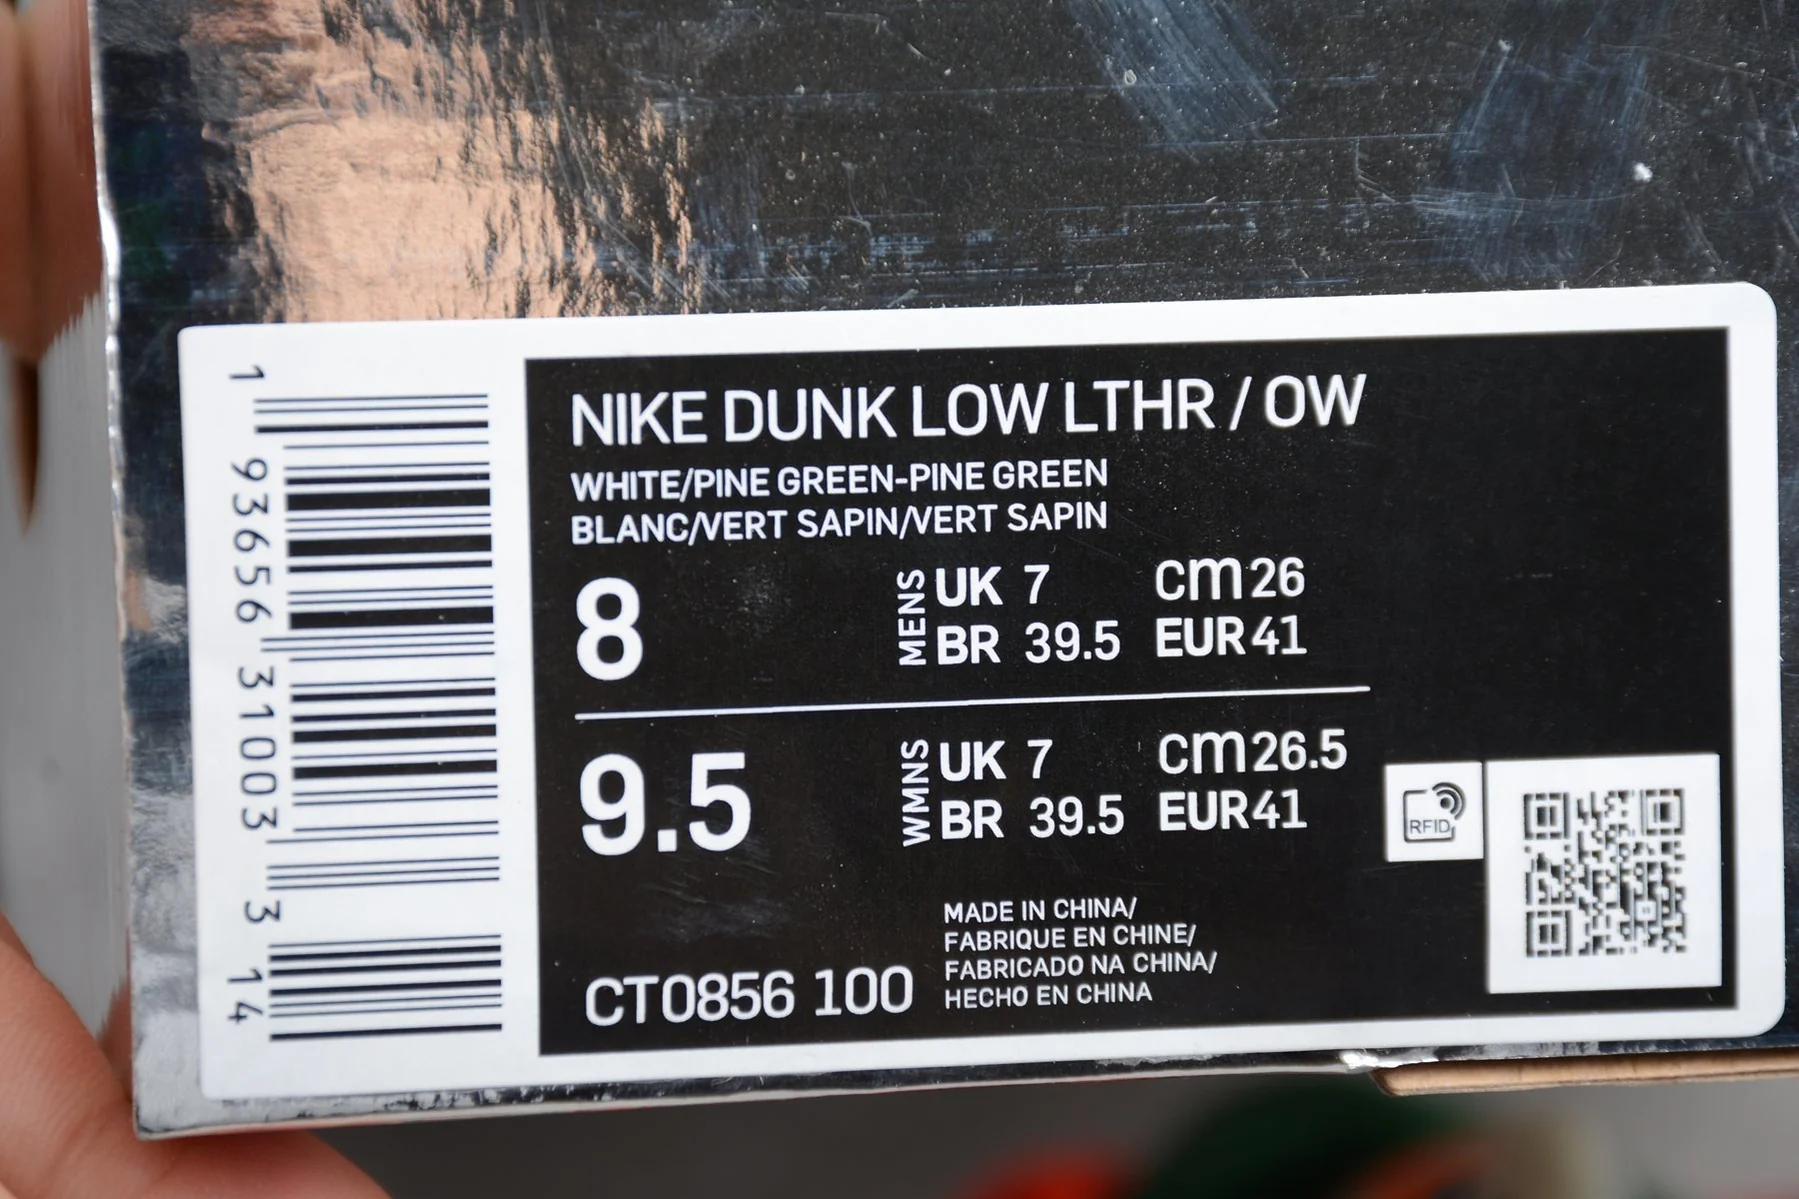 1 93656 31003 3 14
NIKE DUNK LOW LTHR / OW
WHITE/PINE GREEN-PINE GREEN
BLANC/VERT SAPIN/VERT SAPIN
8
MENS
UK 7 cm 26
BR 39.5 EUR 41
9.5
WMNS
UK 7 cm 26.5
BR 39.5 EUR 41
RFID
CT0856 100
MADE IN CHINA/
FABRIQUE EN CHINE/
FABRICADO NA CHINA/
HECHO EN CHINA